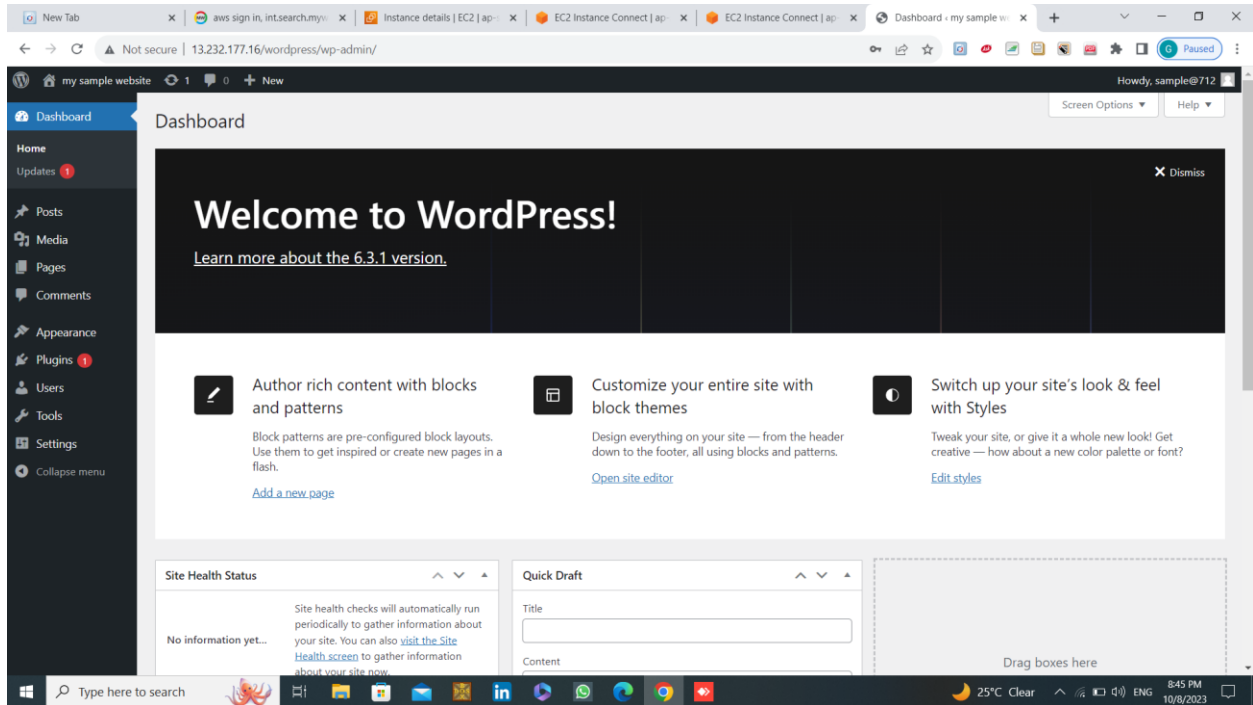 New Tab
aws sign in, int.search.myw
Instance details | EC2 | ap-s
EC2 Instance Connect | ap-
EC2 Instance Connect | ap
Dashboard ‹ my sample we
Not secure | 13.232.177.16/wordpress/wp-admin/
G Paused
my sample website 1 0 + New
Howdy, sample@712
Screen Options ▼
Help ▼
Dashboard
Home
Updates 1
Posts
Media
Pages
Comments
Appearance
Plugins 1
Users
Tools
Settings
Collapse menu
Dashboard
Dismiss
Welcome to WordPress!
Learn more about the 6.3.1 version.
Author rich content with blocks
and patterns
Block patterns are pre-configured block layouts.
Use them to get inspired or create new pages in a
flash.
Add a new page
Customize your entire site with
block themes
Design everything on your site — from the header
down to the footer, all using blocks and patterns.
Open site editor
Switch up your site’s look & feel
with Styles
Tweak your site, or give it a whole new look! Get
creative — how about a new color palette or font?
Edit styles
Site Health Status
No information yet...
Site health checks will automatically run
periodically to gather information about
your site. You can also visit the Site
Health screen to gather information
about your site now.
Quick Draft
Title
Content
Drag boxes here
Type here to search
in
25°C Clear
ENG
8:45 PM
10/8/2023